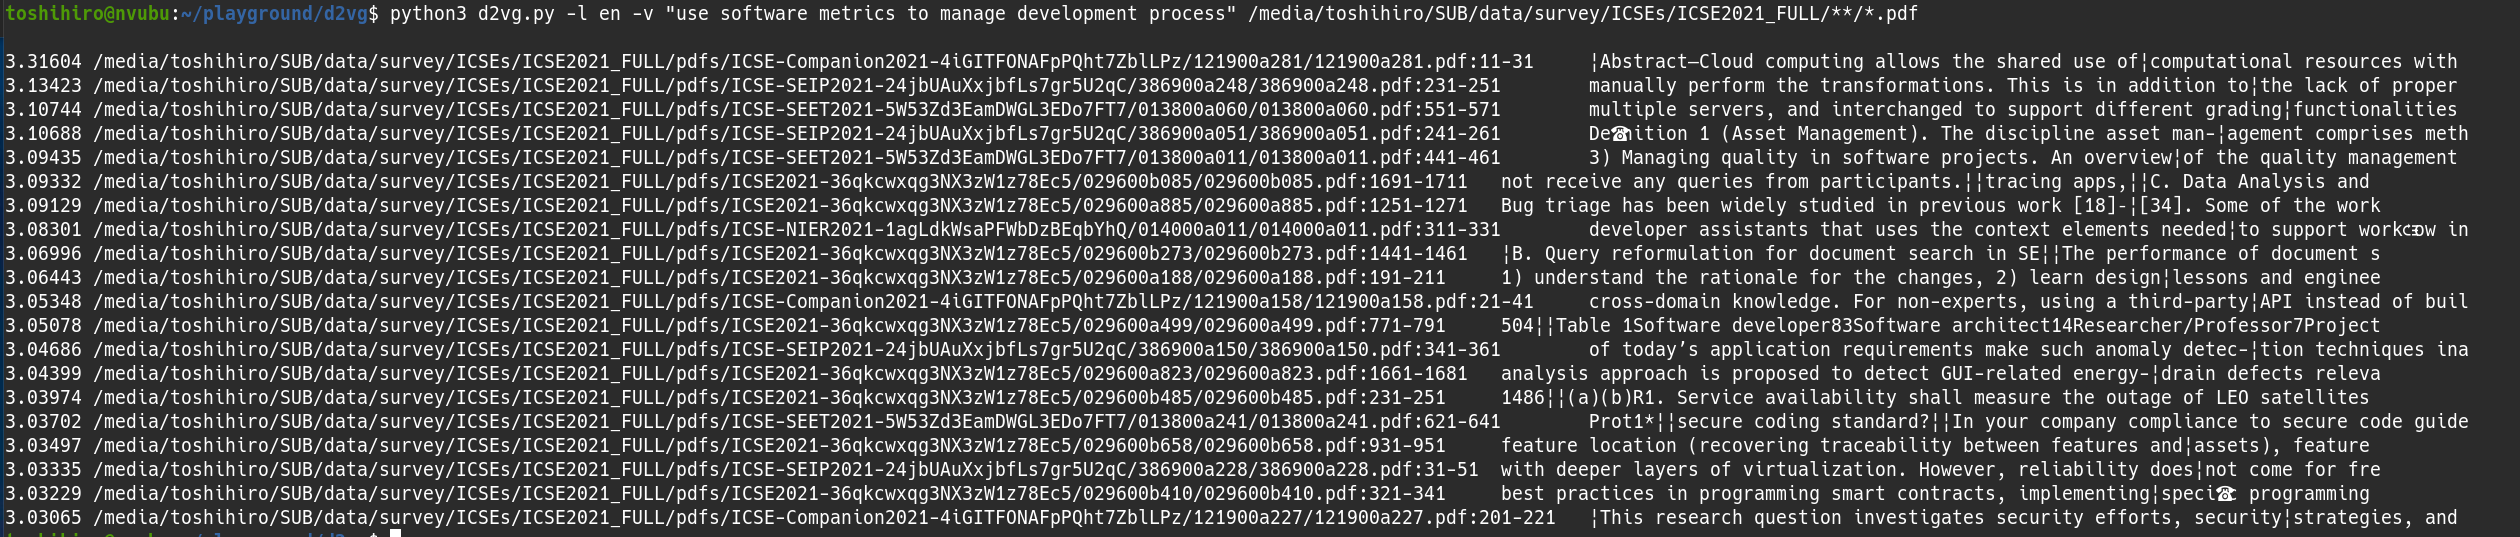 toshihiro@nvubu:~/playground/d2vg$ python3 d2vg.py -l en -v "use software metrics to manage development process" /media/toshihiro/SUB/data/survey/ICSEs/ICSE2021_FULL/**/*.pdf
3.31604 /media/toshihiro/SUB/data/survey/ICSEs/ICSE2021_FULL/pdfs/ICSE-Companion2021-4iGITFONAFpPQht7ZblLPz/121900a281/121900a281.pdf:11-31 ¦Abstract—Cloud computing allows the shared use of¦computational resources with
3.13423 /media/toshihiro/SUB/data/survey/ICSEs/ICSE2021_FULL/pdfs/ICSE-SEIP2021-24jbUAuXxjbfLs7gr5U2qC/386900a248/386900a248.pdf:231-251 manually perform the transformations. This is in addition to¦the lack of proper
3.10744 /media/toshihiro/SUB/data/survey/ICSEs/ICSE2021_FULL/pdfs/ICSE-SEET2021-5W53Zd3EamDWGL3EDo7FT7/013800a060/013800a060.pdf:551-571 multiple servers, and interchanged to support different grading¦functionalities
3.10688 /media/toshihiro/SUB/data/survey/ICSEs/ICSE2021_FULL/pdfs/ICSE-SEIP2021-24jbUAuXxjbfLs7gr5U2qC/386900a051/386900a051.pdf:241-261 De☎nition 1 (Asset Management). The discipline asset man-¦agement comprises meth
3.09435 /media/toshihiro/SUB/data/survey/ICSEs/ICSE2021_FULL/pdfs/ICSE-SEET2021-5W53Zd3EamDWGL3EDo7FT7/013800a011/013800a011.pdf:441-461 3) Managing quality in software projects. An overview¦of the quality management
3.09332 /media/toshihiro/SUB/data/survey/ICSEs/ICSE2021_FULL/pdfs/ICSE2021-36qkcwxqg3NX3zW1z78Ec5/029600b085/029600b085.pdf:1691-1711 not receive any queries from participants.¦¦tracing apps,¦¦C. Data Analysis and
3.09129 /media/toshihiro/SUB/data/survey/ICSEs/ICSE2021_FULL/pdfs/ICSE2021-36qkcwxqg3NX3zW1z78Ec5/029600a885/029600a885.pdf:1251-1271 Bug triage has been widely studied in previous work [18]-¦[34]. Some of the work
3.08301 /media/toshihiro/SUB/data/survey/ICSEs/ICSE2021_FULL/pdfs/ICSE-NIER2021-1agLdkWsaPFWbDzBEqbYhQ/014000a011/014000a011.pdf:311-331 developer assistants that uses the context elements needed¦to support in
3.06996 /media/toshihiro/SUB/data/survey/ICSEs/ICSE2021_FULL/pdfs/ICSE2021-36qkcwxqg3NX3zW1z78Ec5/029600b273/029600b273.pdf:1441-1461 ¦B. Query reformulation for document search in SE¦¦The performance of document s
3.06443 /media/toshihiro/SUB/data/survey/ICSEs/ICSE2021_FULL/pdfs/ICSE2021-36qkcwxqg3NX3zW1z78Ec5/029600a188/029600a188.pdf:191-211 1) understand the rationale for the changes, 2) learn design¦lessons and enginee
3.05348 /media/toshihiro/SUB/data/survey/ICSEs/ICSE2021_FULL/pdfs/ICSE-Companion2021-4iGITFONAFpPQht7ZblLPz/121900a158/121900a158.pdf:21-41 cross-domain knowledge. For non-experts, using a third-party¦API instead of buil
3.05078 /media/toshihiro/SUB/data/survey/ICSEs/ICSE2021_FULL/pdfs/ICSE2021-36qkcwxqg3NX3zW1z78Ec5/029600a499/029600a499.pdf:771-791 504¦¦Table 1Software developer83Software architect14Researcher/Professor7Project
3.04686 /media/toshihiro/SUB/data/survey/ICSEs/ICSE2021_FULL/pdfs/ICSE-SEIP2021-24jbUAuXxjbfLs7gr5U2qC/386900a150/386900a150.pdf:341-361 of today’s application requirements make such anomaly detec-¦tion techniques ina
3.04399 /media/toshihiro/SUB/data/survey/ICSEs/ICSE2021_FULL/pdfs/ICSE2021-36qkcwxqg3NX3zW1z78Ec5/029600a823/029600a823.pdf:1661-1681 analysis approach is proposed to detect GUI-related energy-¦drain defects releva
3.03974 /media/toshihiro/SUB/data/survey/ICSEs/ICSE2021_FULL/pdfs/ICSE2021-36qkcwxqg3NX3zW1z78Ec5/029600b485/029600b485.pdf:231-251 1486¦¦(a)(b)R1. Service availability shall measure the outage of LEO satellites
3.03702 /media/toshihiro/SUB/data/survey/ICSEs/ICSE2021_FULL/pdfs/ICSE-SEET2021-5W53Zd3EamDWGL3EDo7FT7/013800a241/013800a241.pdf:621-641 Prot1*¦¦secure coding standard?¦¦In your company compliance to secure code guide
3.03497 /media/toshihiro/SUB/data/survey/ICSEs/ICSE2021_FULL/pdfs/ICSE2021-36qkcwxqg3NX3zW1z78Ec5/029600b658/029600b658.pdf:931-951 feature location (recovering traceability between features and¦assets), feature
3.03335 /media/toshihiro/SUB/data/survey/ICSEs/ICSE2021_FULL/pdfs/ICSE-SEIP2021-24jbUAuXxjbfLs7gr5U2qC/386900a228/386900a228.pdf:31-51 with deeper layers of virtualization. However, reliability does¦not come for fre
3.03229 /media/toshihiro/SUB/data/survey/ICSEs/ICSE2021_FULL/pdfs/ICSE2021-36qkcwxqg3NX3zW1z78Ec5/029600b410/029600b410.pdf:321-341 best practices in programming smart contracts, implementing¦speci☎ programming
3.03065 /media/toshihiro/SUB/data/survey/ICSEs/ICSE2021_FULL/pdfs/ICSE-Companion2021-4iGITFONAFpPQht7ZblLPz/121900a227/121900a227.pdf:201-221 ¦This research question investigates security efforts, security¦strategies, and